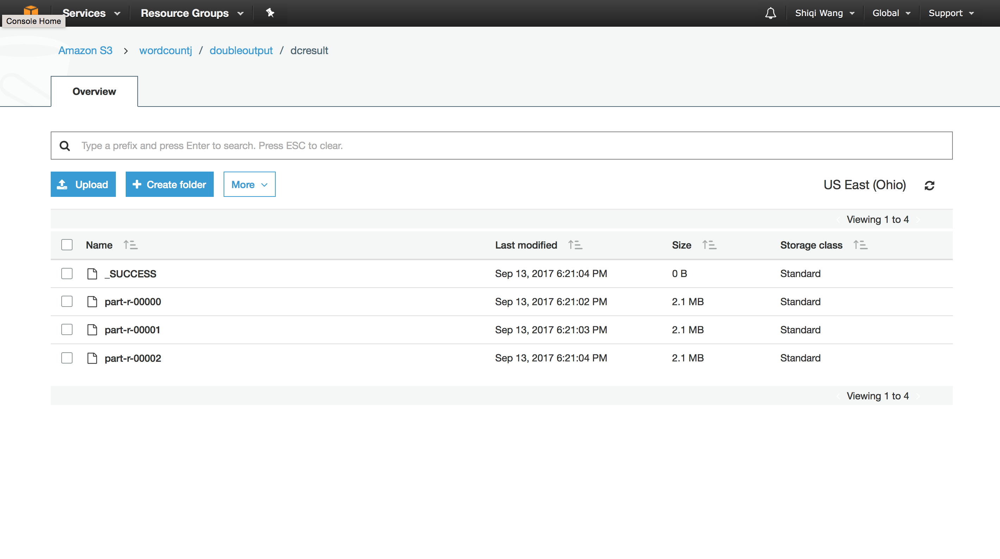 Services Resource Groups Shiqi Wang Global Support
Console Home
Amazon S3 > wordcountj / doubleoutput / dcresult
Overview
Type a prefix and press Enter to search. Press ESC to clear.
Upload + Create folder More US East (Ohio)
Viewing 1 to 4
Name Last modified Size Storage class
_SUCCESS Sep 13, 2017 6:21:04 PM 0 B Standard
part-r-00000 Sep 13, 2017 6:21:02 PM 2.1 MB Standard
part-r-00001 Sep 13, 2017 6:21:03 PM 2.1 MB Standard
part-r-00002 Sep 13, 2017 6:21:04 PM 2.1 MB Standard
Viewing 1 to 4